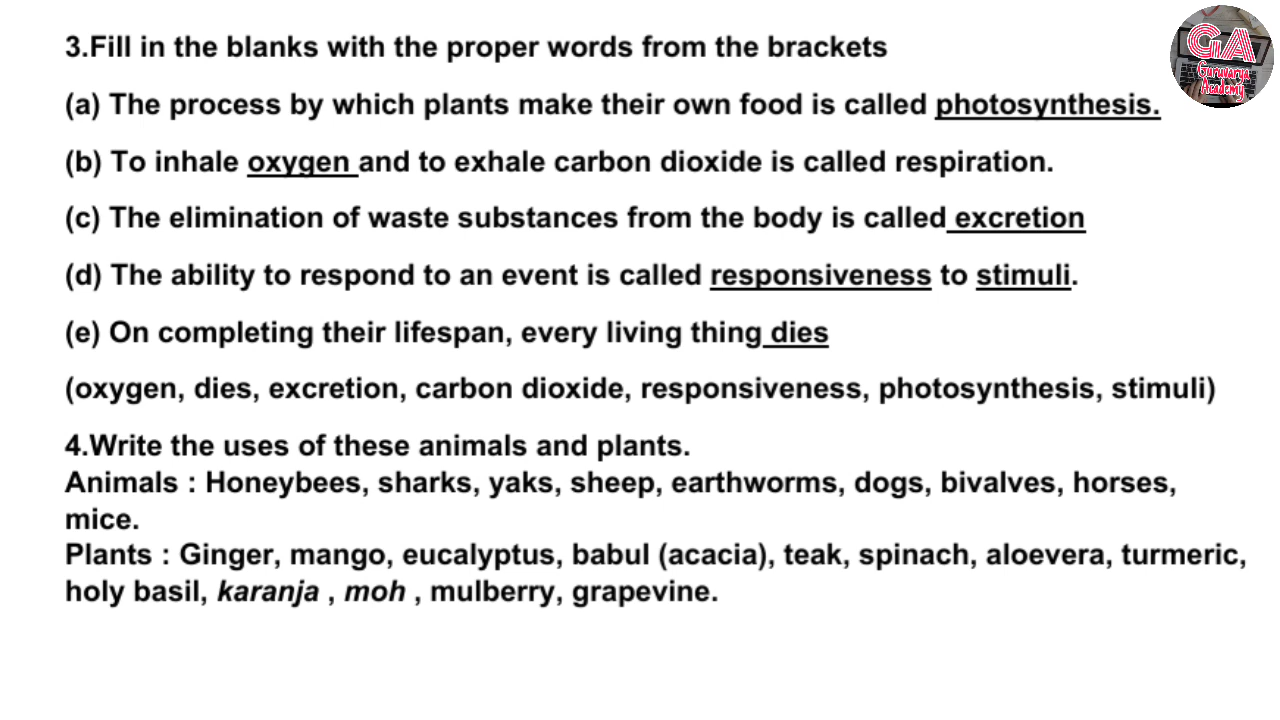 3.Fill in the blanks with the proper words from the brackets
GA
Gurukarya
Academy
(a) The process by which plants make their own food is called photosynthesis.
(b) To inhale oxygen and to exhale carbon dioxide is called respiration.
(c) The elimination of waste substances from the body is called excretion
(d) The ability to respond to an event is called responsiveness to stimuli.
(e) On completing their lifespan, every living thing dies
(oxygen, dies, excretion, carbon dioxide, responsiveness, photosynthesis, stimuli)
4.Write the uses of these animals and plants.
Animals : Honeybees, sharks, yaks, sheep, earthworms, dogs, bivalves, horses,
mice.
Plants : Ginger, mango, eucalyptus, babul (acacia), teak, spinach, aloevera, turmeric,
holy basil, karanja , moh , mulberry, grapevine.